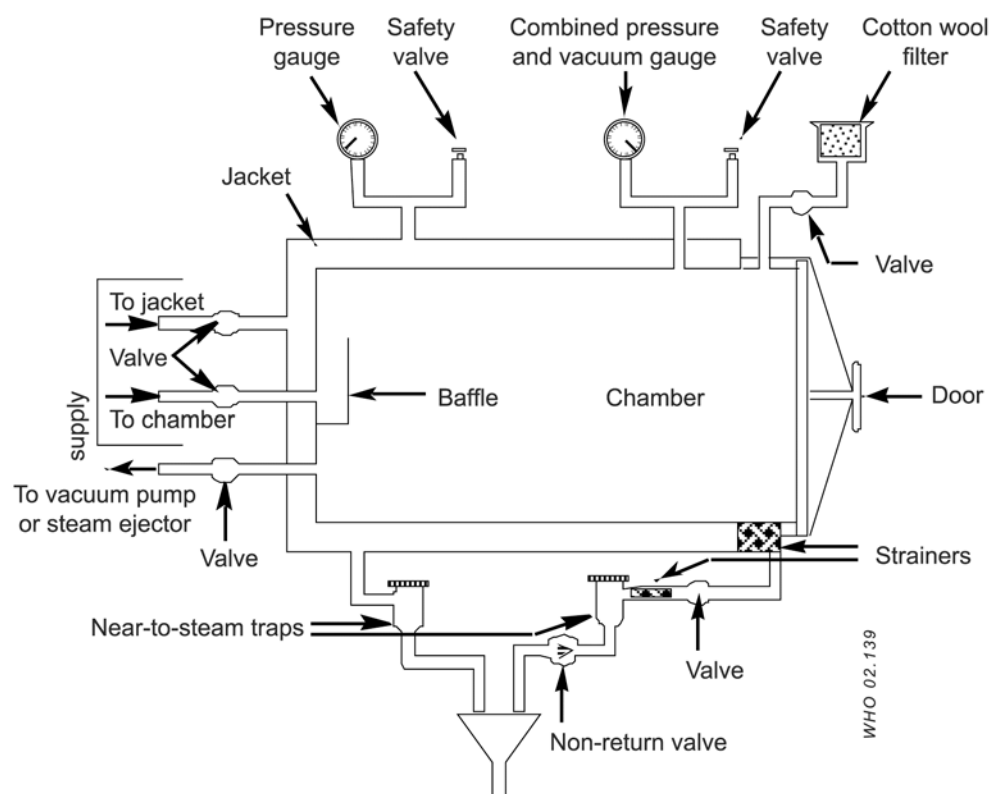 Pressure
gauge
Safety
valve
Combined pressure
and vacuum gauge
Safety
valve
Cotton wool
filter
Jacket
Valve
To jacket
Valve
To chamber
supply
Baffle
Chamber
Door
To vacuum pump
or steam ejector
Valve
Strainers
Near-to-steam traps
Valve
Non-return valve
WHO 02.139